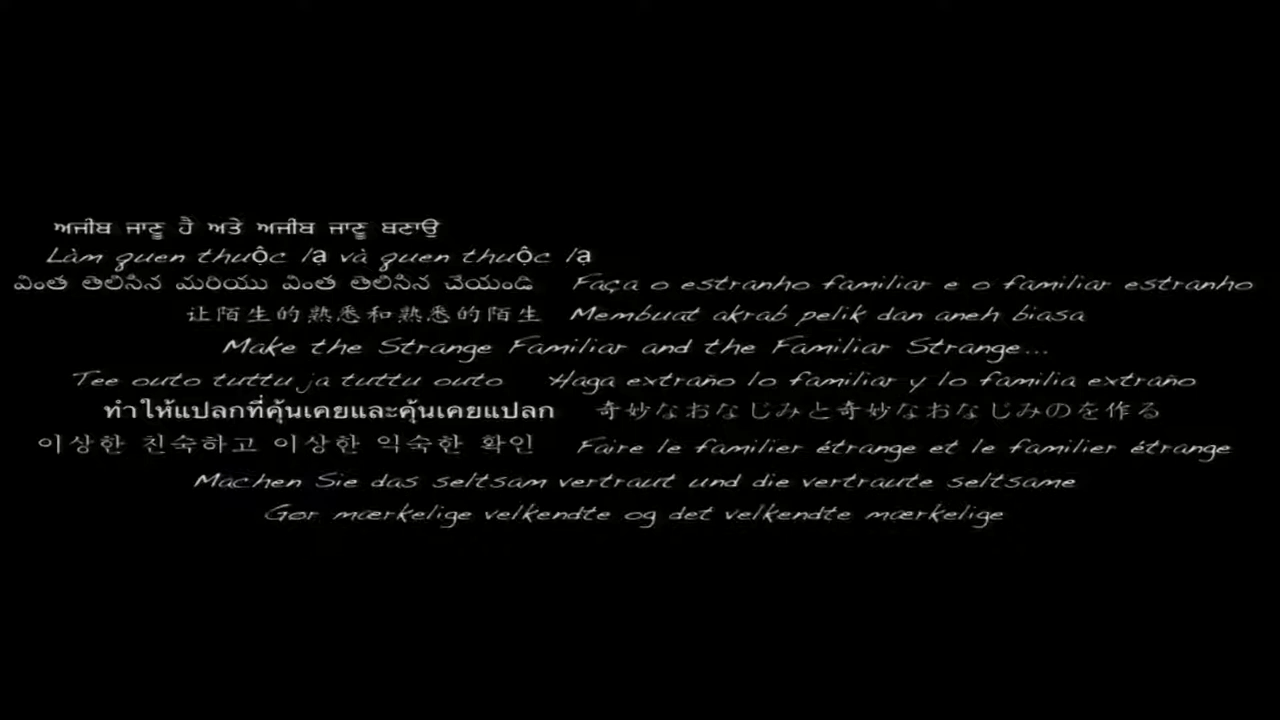 ਅਜੀਬ ਜਾਣੂ ਹੈ ਅਤੇ ਅਜੀਬ ਜਾਣੂ ਬਣਾਉ
Làm quen thuộc lạ và quen thuộc lạ
వింత తెలిసిన మరియు వింత తెలిసిన చేయండి Faça o estranho familiar e o familiar estranho
让陌生的熟悉和熟悉的陌生 Membuat akrab pelik dan aneh biasa
Make the Strange Familiar and the Familiar Strange...
Tee outo tuttu ja tuttu outo Haga extraño lo familiar y lo familia extraño
ทำให้แปลกที่คุ้นเคยและคุ้นเคยแปลก 奇妙なおなじみと奇妙なおなじみのを作る
이상한 친숙하고 이상한 익숙한 확인 Faire le familier étrange et le familier étrange
Machen Sie das seltsam vertraut und die vertraute seltsame
Gør mærkelige velkendte og det velkendte mærkelige